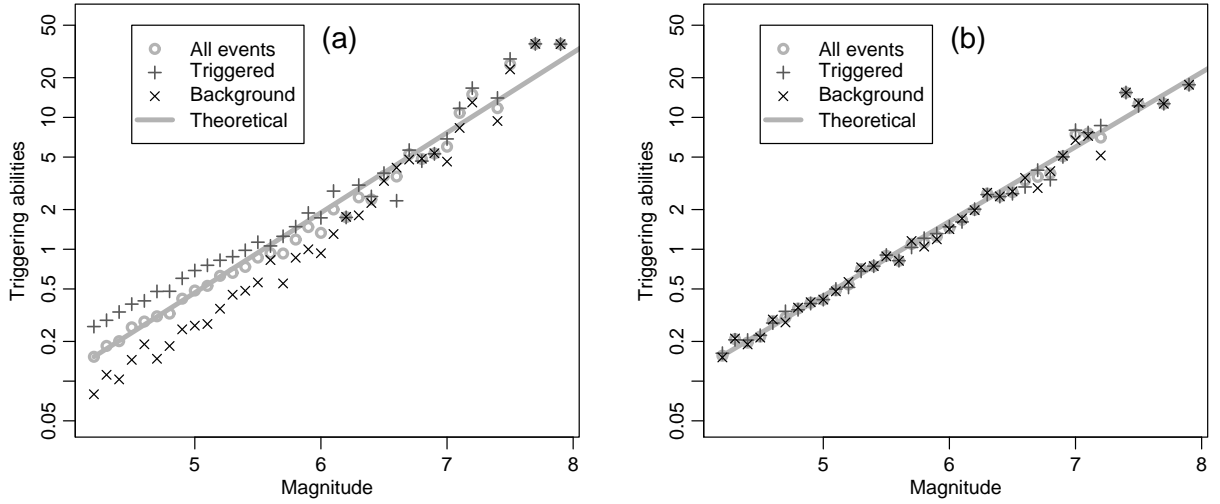 (a)
All events
Triggered
Background
Theoretical
Triggering abilities
50
20
10
5
2
1
0.5
0.2
0.05
5
6
7
8
Magnitude
(b)
All events
Triggered
Background
Theoretical
Triggering abilities
50
20
10
5
2
1
0.5
0.2
0.05
5
6
7
8
Magnitude